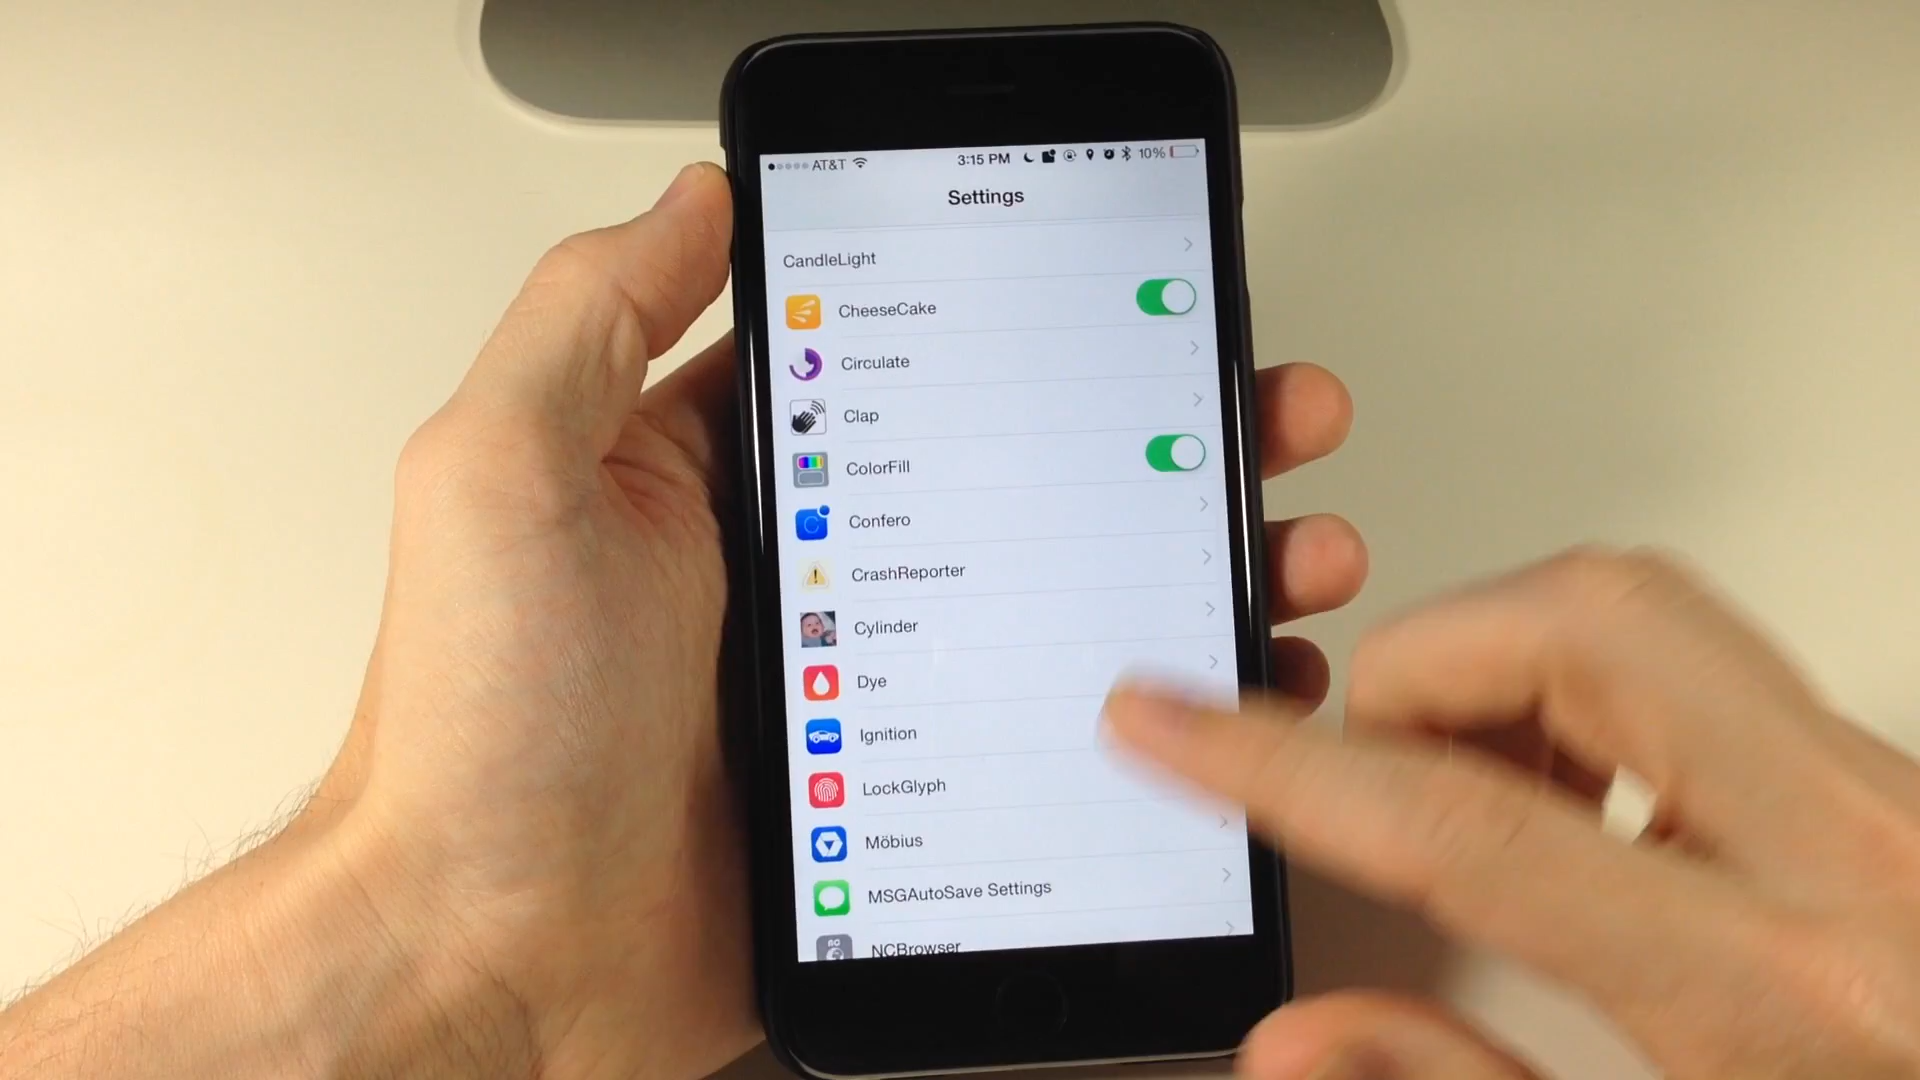 AT&T 3:15 PM 10%
Settings
CandleLight
CheeseCake
Circulate
Clap
ColorFill
Confero
CrashReporter
Cylinder
Dye
Ignition
LockGlyph
Möbius
MSGAutoSave Settings
NCBrowser